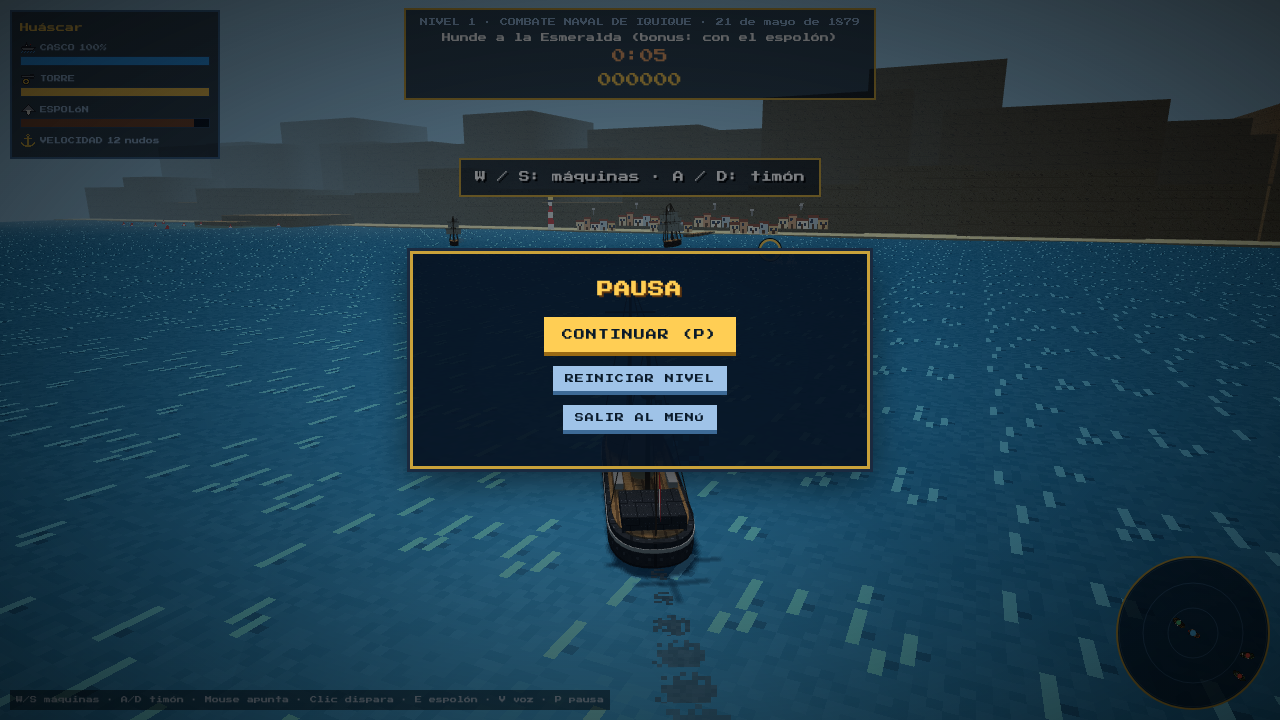 Huáscar
CASCO 100%
TORRE
ESPOLóN
VELOCIDAD 12 nudos
NIVEL 1 · COMBATE NAVAL DE IQUIQUE · 21 de mayo de 1879
Hunde a la Esmeralda (bonus: con el espolón)
0:05
000000
W / S: máquinas · A / D: timón
PAUSA
CONTINUAR (P)
REINICIAR NIVEL
SALIR AL MENú
W/S máquinas · A/D timón · Mouse apunta · Clic dispara · E espolón · V voz · P pausa